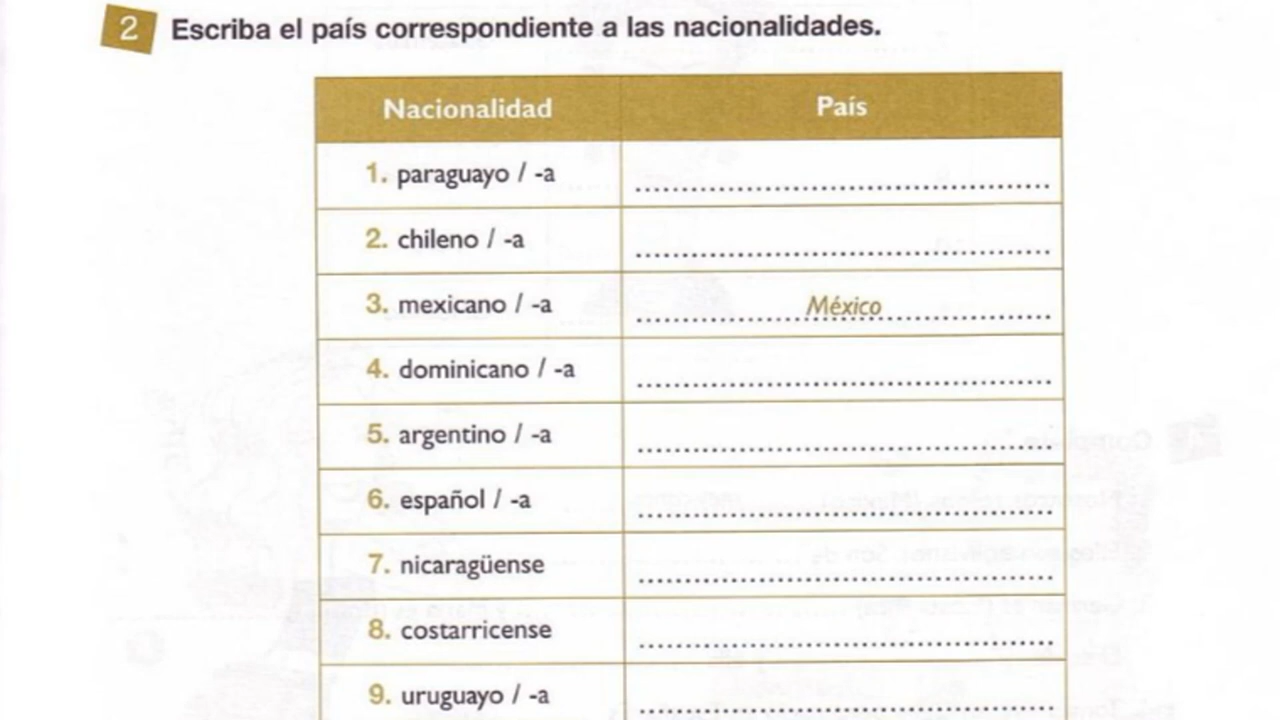 2 Escriba el país correspondiente a las nacionalidades.
Nacionalidad País
1. paraguayo / -a
2. chileno / -a
3. mexicano / -a México
4. dominicano / -a
5. argentino / -a
6. español / -a
7. nicaragüense
8. costarricense
9. uruguayo / -a